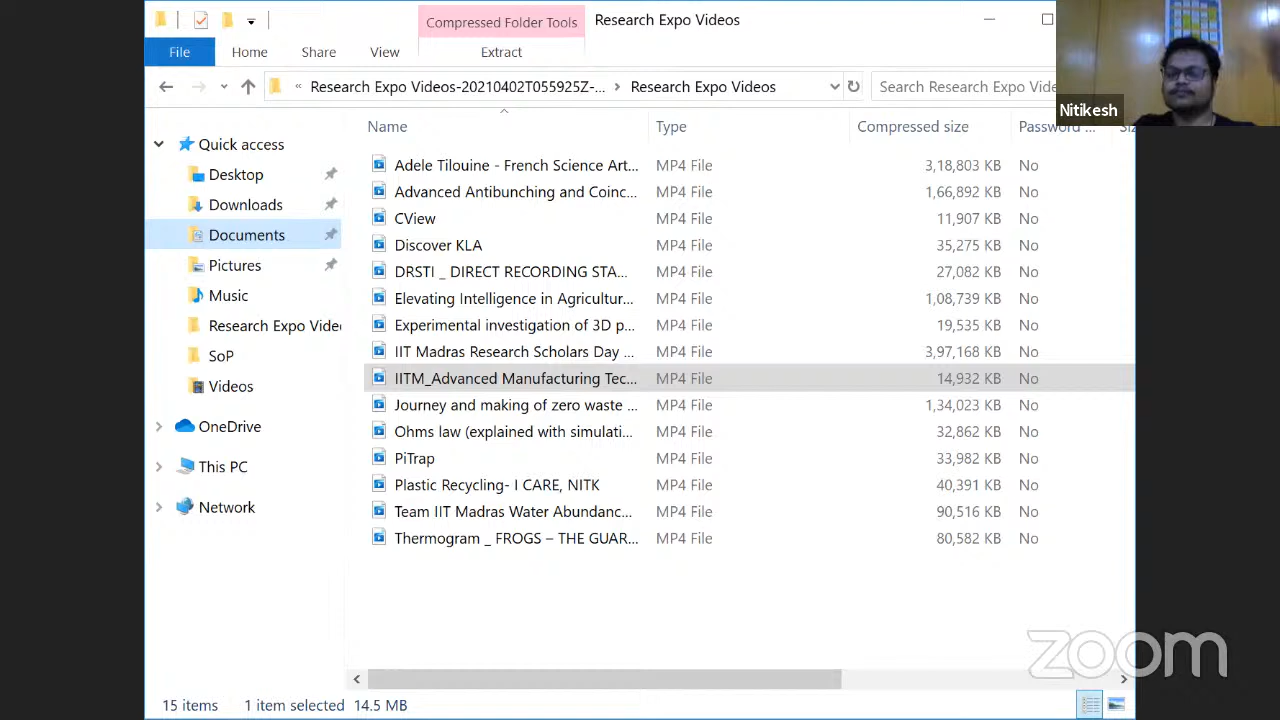 Compressed Folder Tools
Research Expo Videos
File
Home
Share
View
Extract
« Research Expo Videos-20210402T055925Z-... › Research Expo Videos
Search Research Expo Vide
Nitikesh
Name
Type
Compressed size
Password ...
Quick access
Desktop
Downloads
Documents
Pictures
Music
Research Expo Vide
SoP
Videos
OneDrive
This PC
Network
Adele Tilouine - French Science Art... MP4 File 3,18,803 KB No
Advanced Antibunching and Coinc... MP4 File 1,66,892 KB No
CView MP4 File 11,907 KB No
Discover KLA MP4 File 35,275 KB No
DRSTI _ DIRECT RECORDING STA... MP4 File 27,082 KB No
Elevating Intelligence in Agricultur... MP4 File 1,08,739 KB No
Experimental investigation of 3D p... MP4 File 19,535 KB No
IIT Madras Research Scholars Day ... MP4 File 3,97,168 KB No
IITM_Advanced Manufacturing Tec... MP4 File 14,932 KB No
Journey and making of zero waste ... MP4 File 1,34,023 KB No
Ohms law (explained with simulati... MP4 File 32,862 KB No
PiTrap MP4 File 33,982 KB No
Plastic Recycling- I CARE, NITK MP4 File 40,391 KB No
Team IIT Madras Water Abundanc... MP4 File 90,516 KB No
Thermogram _ FROGS – THE GUAR... MP4 File 80,582 KB No
zoom
15 items 1 item selected 14.5 MB